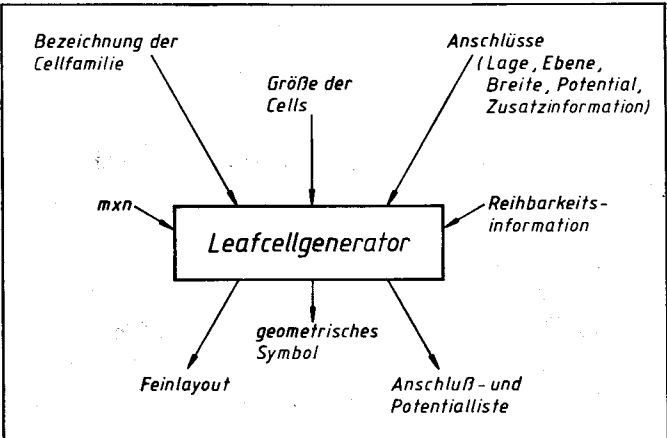 Bezeichnung der
Cellfamilie
Größe der
Cells
Anschlüsse
(Lage, Ebene,
Breite, Potential,
Zusatzinformation)
mxn
Reihbarkeits-
information
Leafcellgenerator
Feinlayout
geometrisches
Symbol
Anschluß- und
Potentialliste